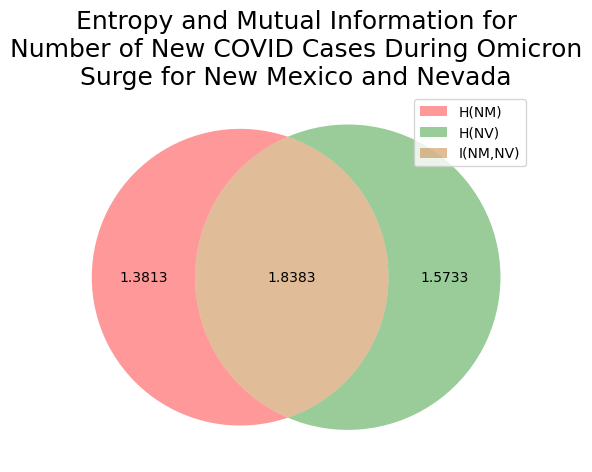 Entropy and Mutual Information for
Number of New COVID Cases During Omicron
Surge for New Mexico and Nevada
H(NM)
H(NV)
I(NM,NV)
1.3813
1.8383
1.5733